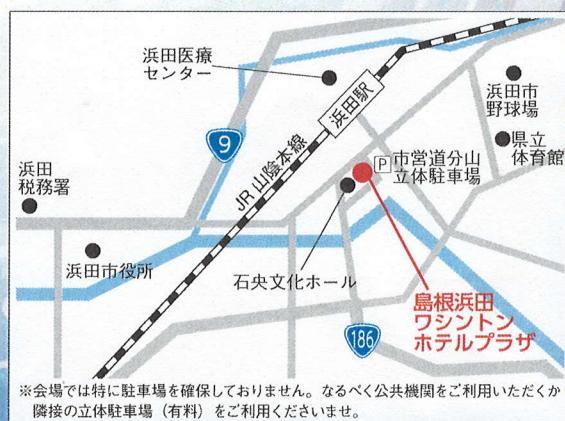 浜田医療
センター
浜田駅
浜田市
野球場
9
JR山陰本線
県立
体育館
P
市営道分山
立体駐車場
浜田
税務署
浜田市役所
石央文化ホール
島根浜田
ワシントン
ホテルプラザ
186
※会場では特に駐車場を確保しておりません。なるべく公共機関をご利用いただくか
隣接の立体駐車場（有料）をご利用くださいませ。